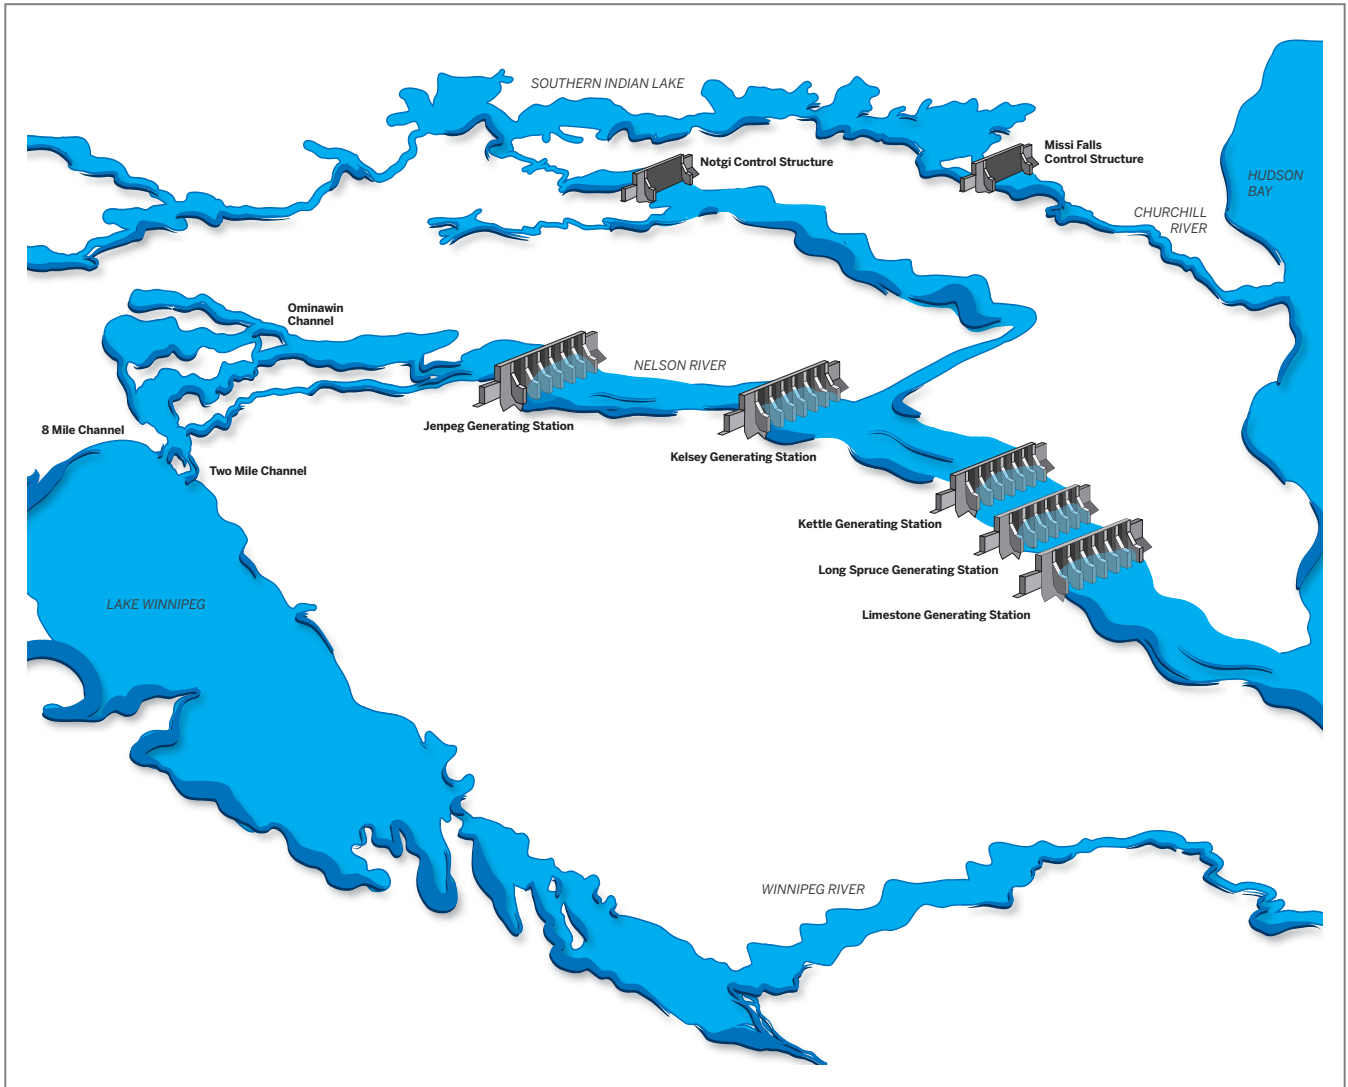 SOUTHERN INDIAN LAKE
Notgi Control Structure
Missi Falls
Control Structure
HUDSON
BAY
CHURCHILL
RIVER
Ominawin
Channel
NELSON RIVER
Jenpeg Generating Station
8 Mile Channel
Kelsey Generating Station
Two Mile Channel
Kettle Generating Station
Long Spruce Generating Station
LAKE WINNIPEG
Limestone Generating Station
WINNIPEG RIVER